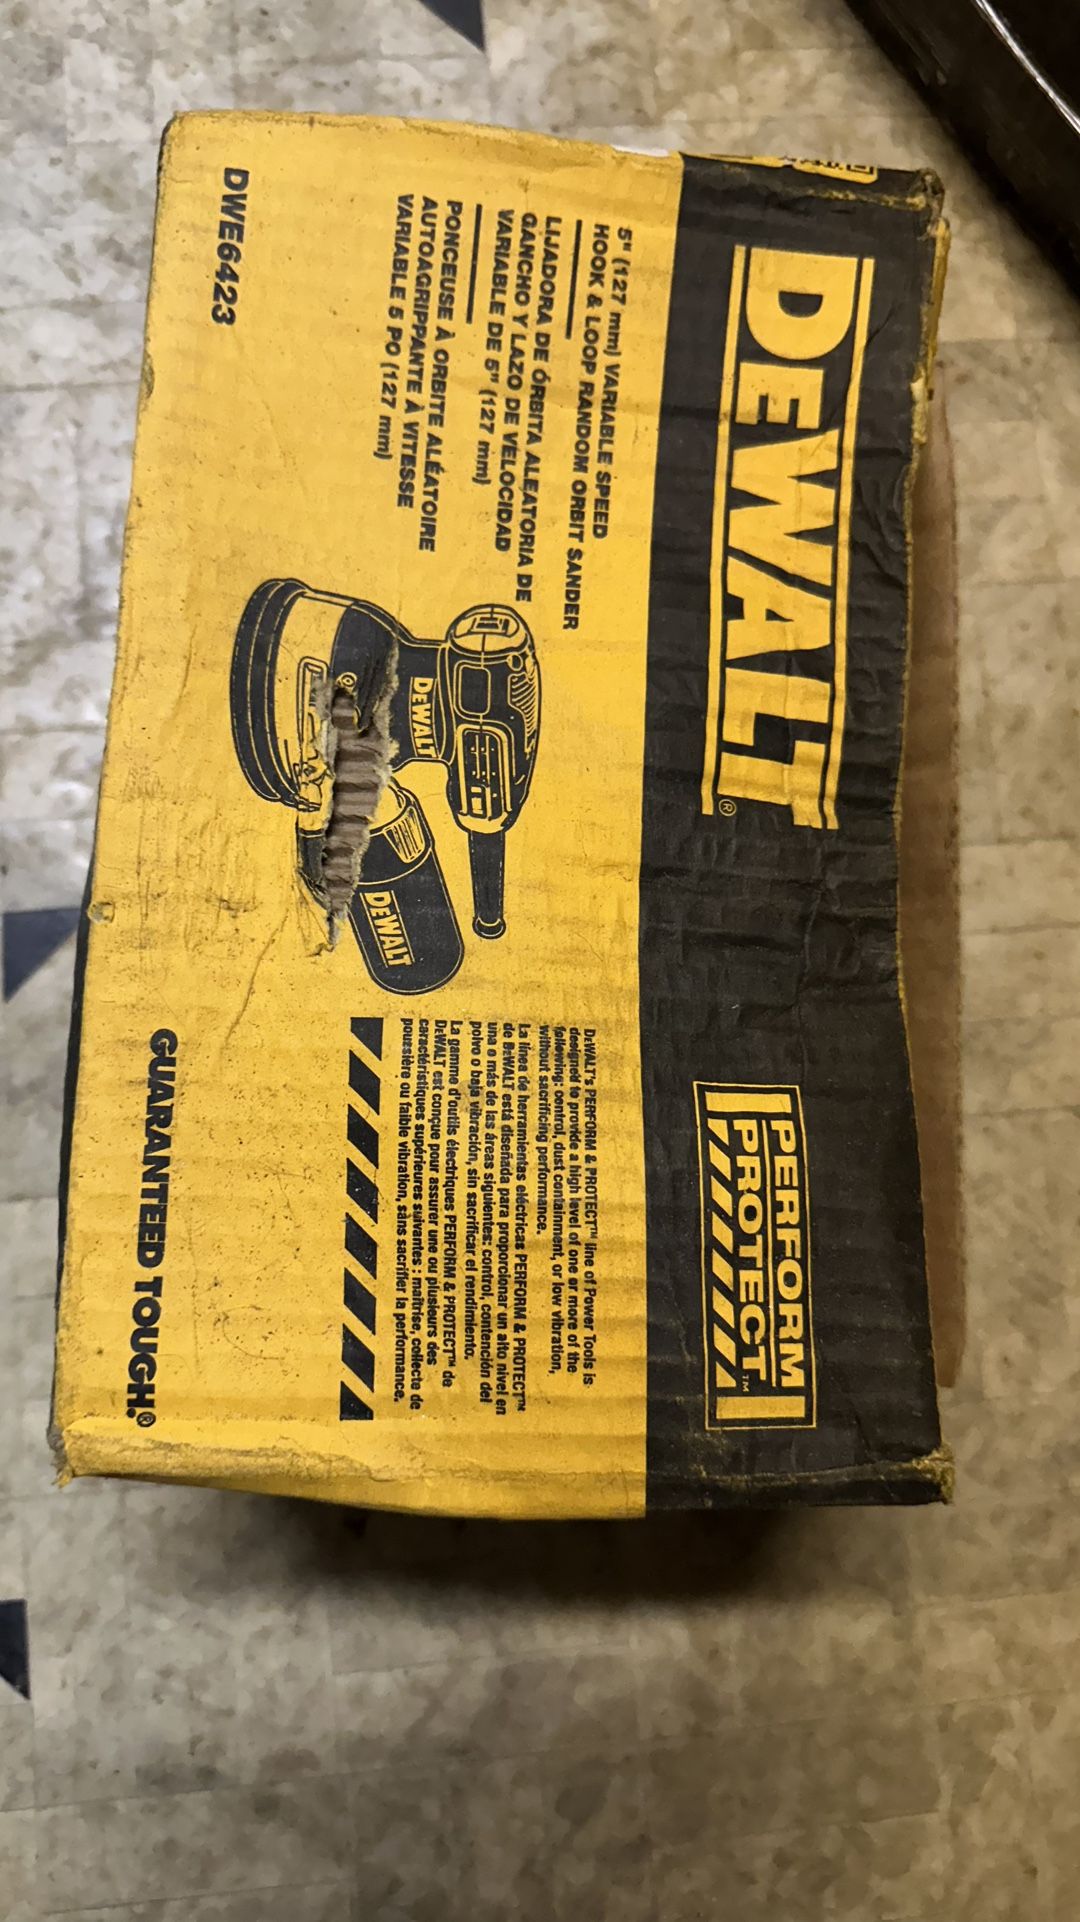 DEWALT®
PERFORM
& PROTECT™
5" (127 mm) VARIABLE SPEED
HOOK & LOOP RANDOM ORBIT SANDER
LIJADORA DE ÓRBITA ALEATORIA DE
GANCHO Y LAZO DE VELOCIDAD
VARIABLE DE 5" (127 mm)
PONCEUSE À ORBITE ALÉATOIRE
AUTOAGRIPPANTE À VITESSE
VARIABLE 5 PO (127 mm)
DEWALT
DEWALT
DEWALT's PERFORM & PROTECT™ line of Power Tools is
designed to provide a high level of one or more of the
following: control, dust containment, or low vibration,
without sacrificing performance.
La línea de herramientas eléctricas PERFORM & PROTECT™
de DEWALT está diseñada para proporcionar un alto nivel en
una o más de las áreas siguientes: control, contención del
polvo o baja vibración, sin sacrificar el rendimiento.
La gamme d'outils électriques PERFORM & PROTECT™ de
DEWALT est conçue pour assurer une ou plusieurs des
caractéristiques supérieures suivantes : maîtrise, collecte de
poussière ou faible vibration, sans sacrifier la performance.
DWE6423
GUARANTEED TOUGH.®